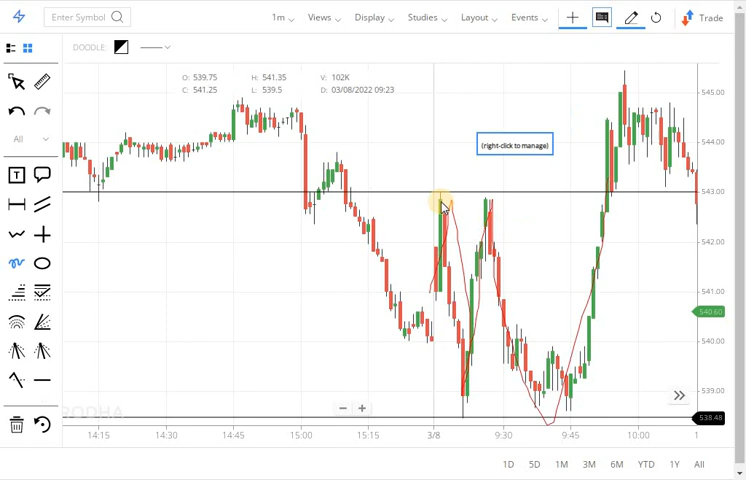 Enter Symbol
1m
Views
Display
Studies
Layout
Events
Trade
DOODLE:
O: 539.75 H: 541.35 V: 102K
C: 541.25 L: 539.5 D: 03/08/2022 09:23
All
T
(right-click to manage)
545.00
544.00
543.00
542.00
541.00
540.60
540.00
539.00
538.48
14:15 14:30 14:45 15:00 15:15 3/8 9:30 9:45 10:00 1
1D 5D 1M 3M 6M YTD 1Y All